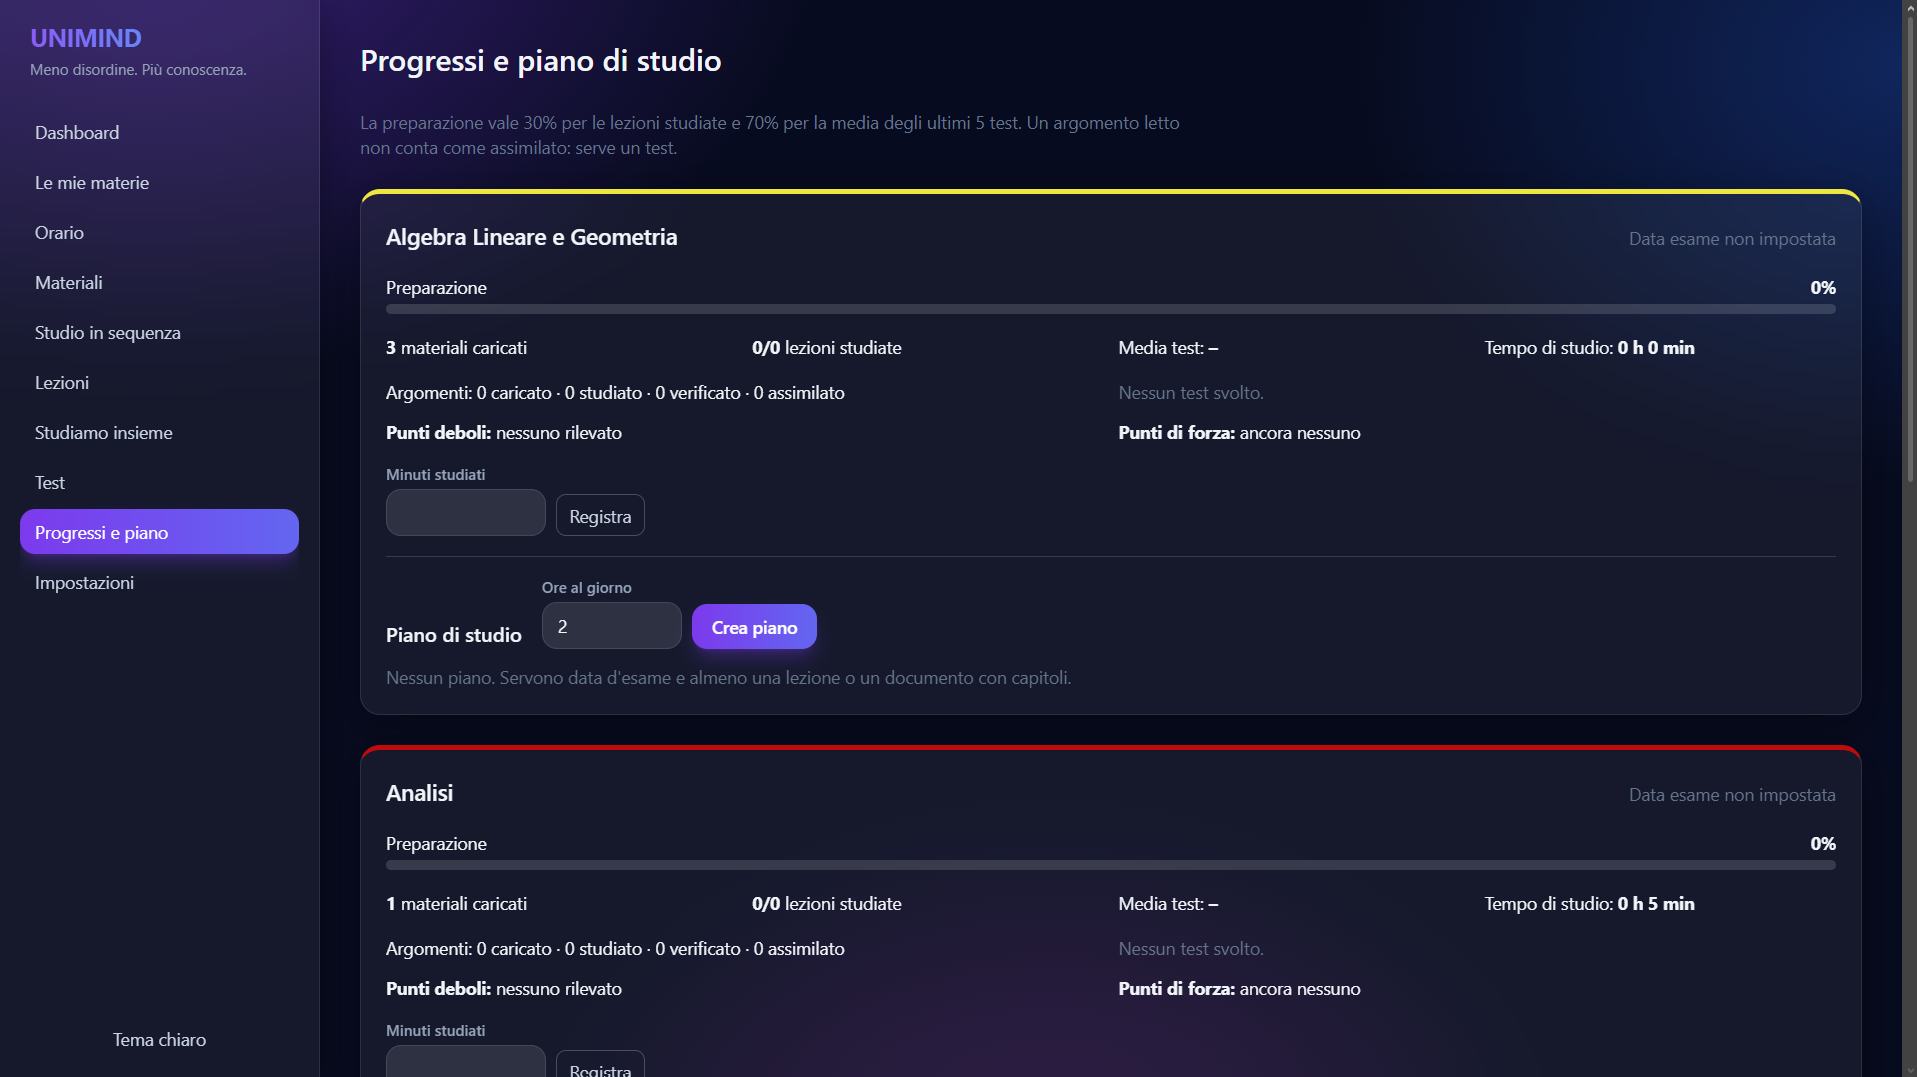 UNIMIND
Meno disordine. Più conoscenza.
Dashboard
Le mie materie
Orario
Materiali
Studio in sequenza
Lezioni
Studiamo insieme
Test
Progressi e piano
Impostazioni
Tema chiaro
Progressi e piano di studio
La preparazione vale 30% per le lezioni studiate e 70% per la media degli ultimi 5 test. Un argomento letto
non conta come assimilato: serve un test.
Algebra Lineare e Geometria
Data esame non impostata
Preparazione
0%
3 materiali caricati
0/0 lezioni studiate
Media test: –
Tempo di studio: 0 h 0 min
Argomenti: 0 caricato · 0 studiato · 0 verificato · 0 assimilato
Nessun test svolto.
Punti deboli: nessuno rilevato
Punti di forza: ancora nessuno
Minuti studiati
Registra
Ore al giorno
Piano di studio
2
Crea piano
Nessun piano. Servono data d'esame e almeno una lezione o un documento con capitoli.
Analisi
Data esame non impostata
Preparazione
0%
1 materiali caricati
0/0 lezioni studiate
Media test: –
Tempo di studio: 0 h 5 min
Argomenti: 0 caricato · 0 studiato · 0 verificato · 0 assimilato
Nessun test svolto.
Punti deboli: nessuno rilevato
Punti di forza: ancora nessuno
Minuti studiati
Registra